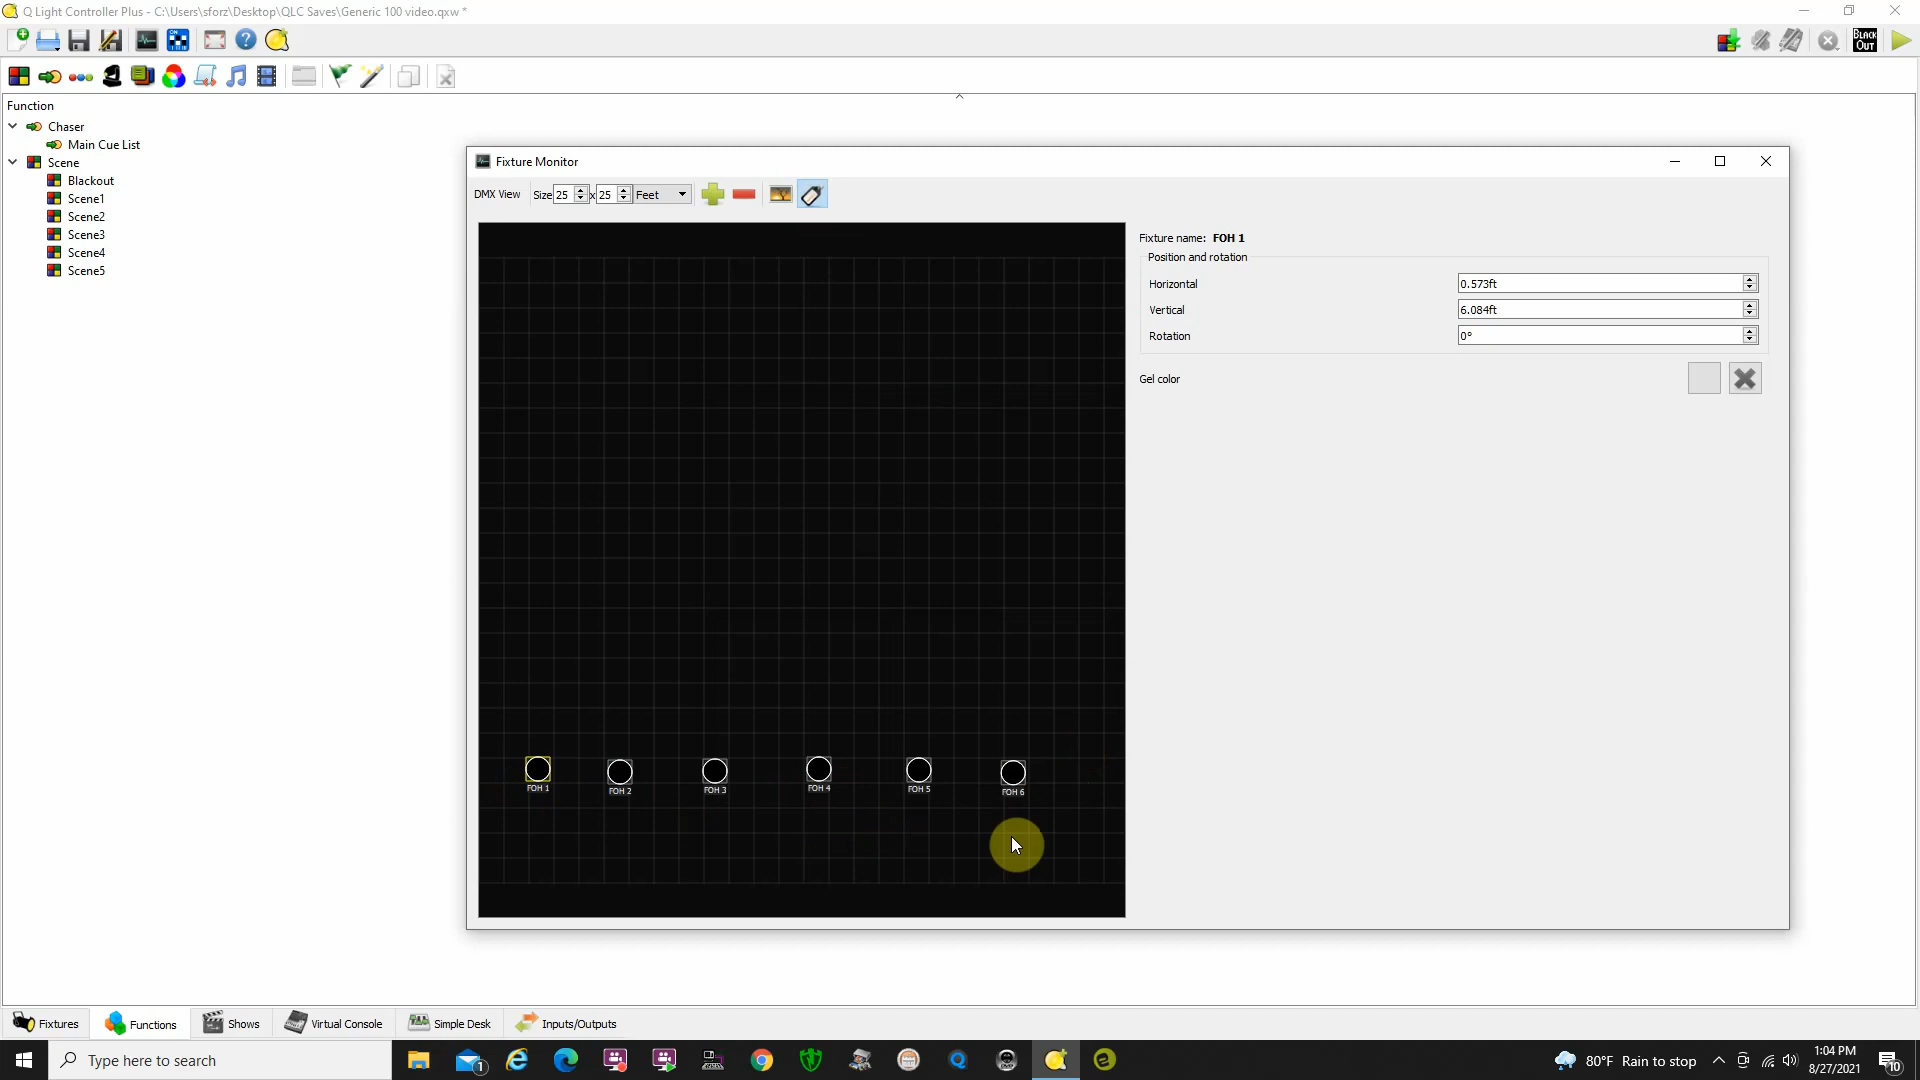 Q Light Controller Plus - C:\Users\sforz\Desktop\QLC Saves\Generic 100 video.qxw *
BLACK
OUT
Function
Chaser
Main Cue List
Scene
Blackout
Scene1
Scene2
Scene3
Scene4
Scene5
Fixture Monitor
DMX View Size 25 x 25 Feet
Fixture name: FOH 1
Position and rotation
Horizontal 0.573ft
Vertical 6.084ft
Rotation 0°
Gel color
FOH 1 FOH 2 FOH 3 FOH 4 FOH 5 FOH 6
Fixtures Functions Shows Virtual Console Simple Desk Inputs/Outputs
Type here to search
1
80°F Rain to stop
1:04 PM
8/27/2021
10